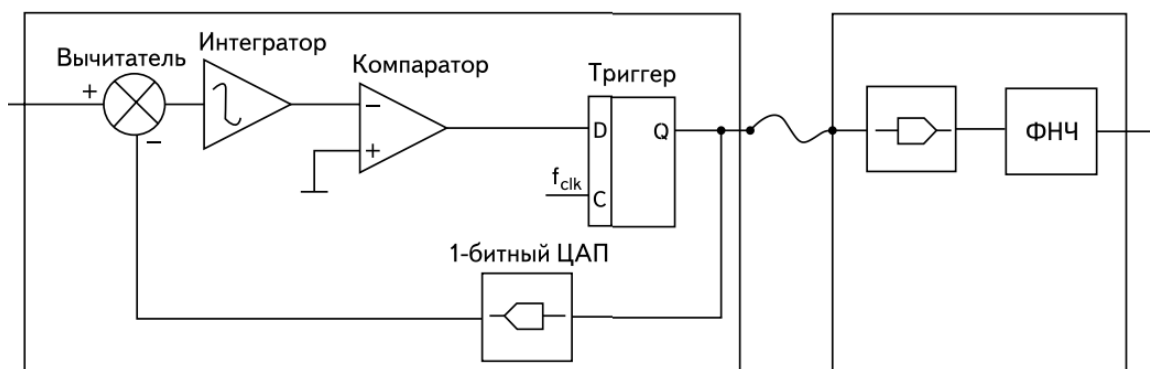 Вычитатель
Интегратор
Компаратор
Триггер
+
−
−
+
D
Q
f_clk
C
ФНЧ
1-битный ЦАП